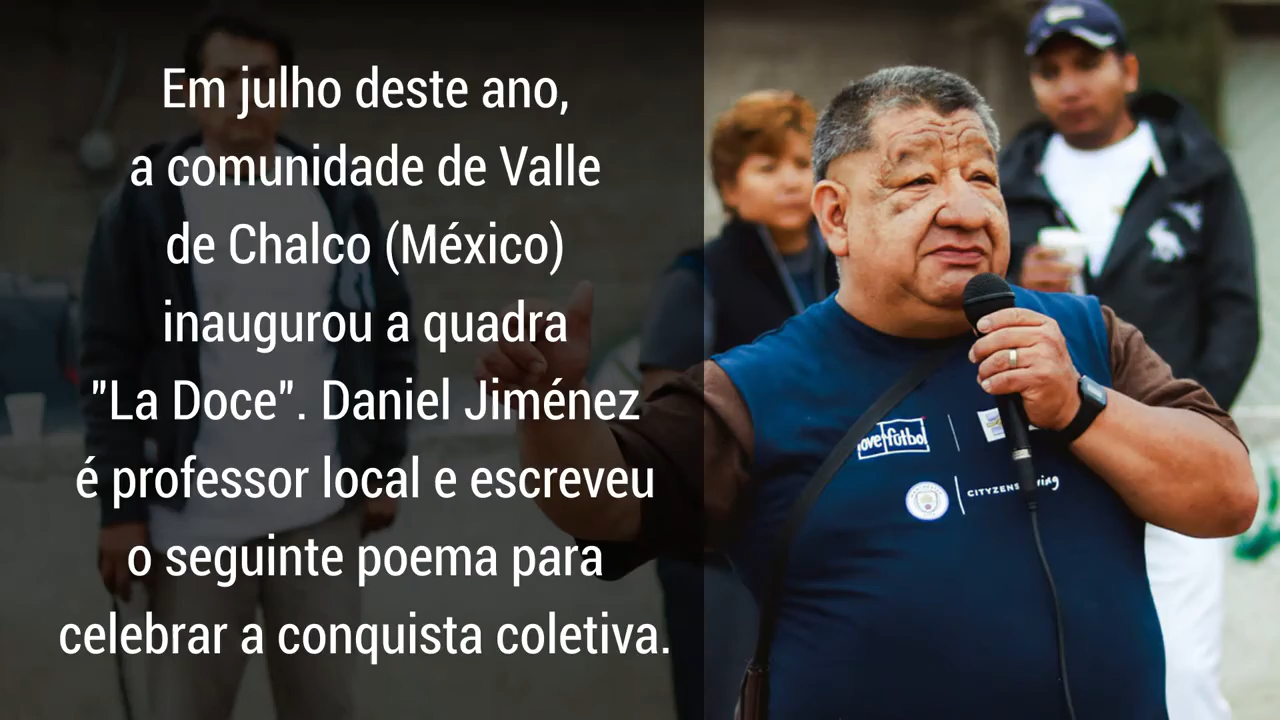 Em julho deste ano,
a comunidade de Valle
de Chalco (México)
inaugurou a quadra
"La Doce". Daniel Jiménez
é professor local e escreveu
o seguinte poema para
celebrar a conquista coletiva.
futbol